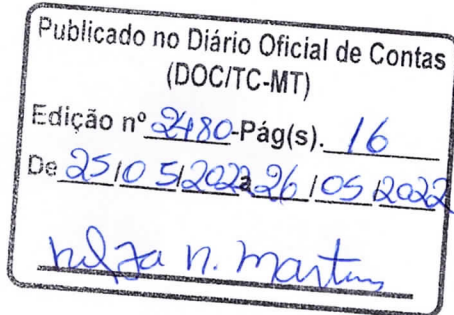 Publicado no Diário Oficial de Contas
(DOC/TC-MT)
Edição nº 2480-Pág(s). 16
De 25/05/2022 a 26/05/2022
n. Martins